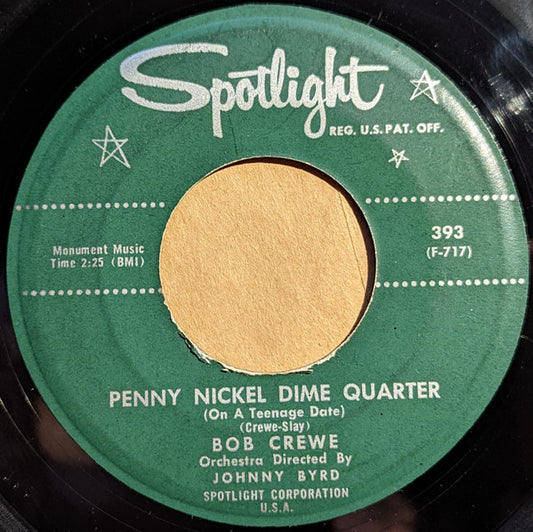 Spotlight
REG. U.S. PAT. OFF.
393
(F-717)
Monument Music
Time 2:25 (BMI)
PENNY NICKEL DIME QUARTER
(On A Teenage Date)
(Crewe-Slay)
BOB CREWE
Orchestra Directed By
JOHNNY BYRD
SPOTLIGHT CORPORATION
U.S.A.